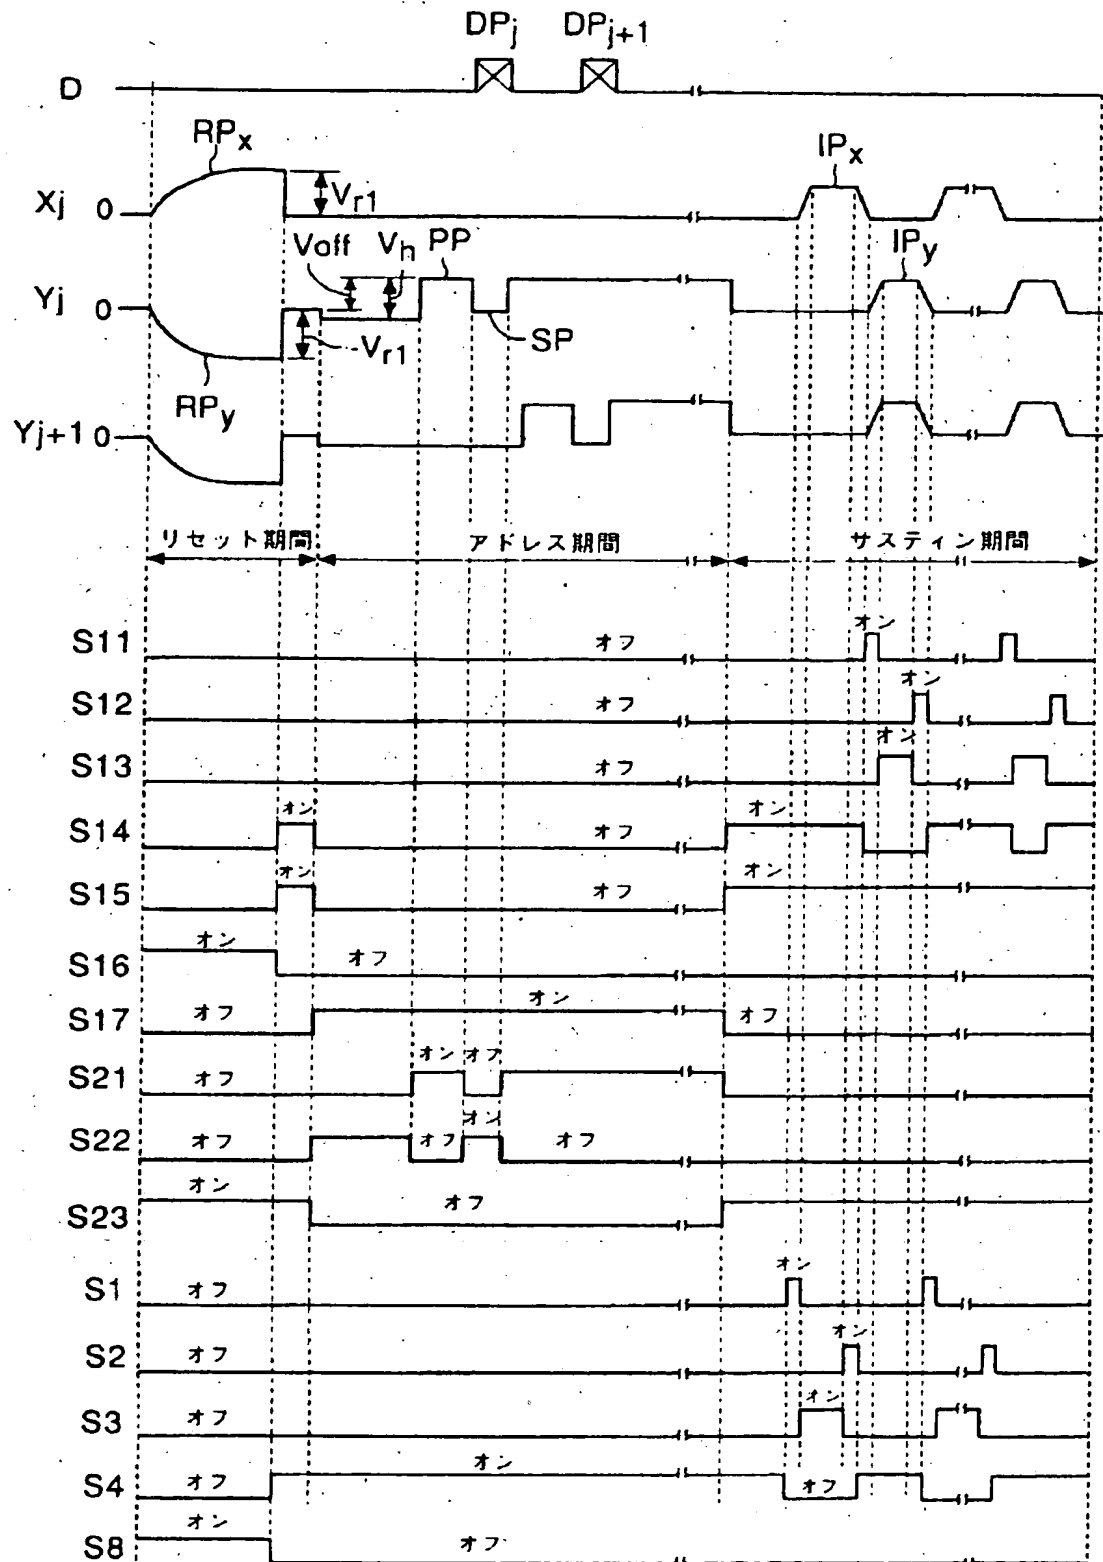 DPj DPj+1
D
RPx IPx
Xj 0 Vr1
Voff Vh PP IPy
Yj 0
-Vr1 SP
RPy
Yj+1 0
リセット期間 アドレス期間 サスティン期間
S11 オフ オン
S12 オフ オン
S13 オフ オン
S14 オン オフ オン
S15 オン オフ オン
S16 オン オフ
S17 オフ オン オフ
S21 オフ オン オフ
S22 オフ オフ オン オフ
S23 オン オフ
S1 オフ オン
S2 オフ オン
S3 オフ オン
S4 オフ オン オフ
S8 オン オフ